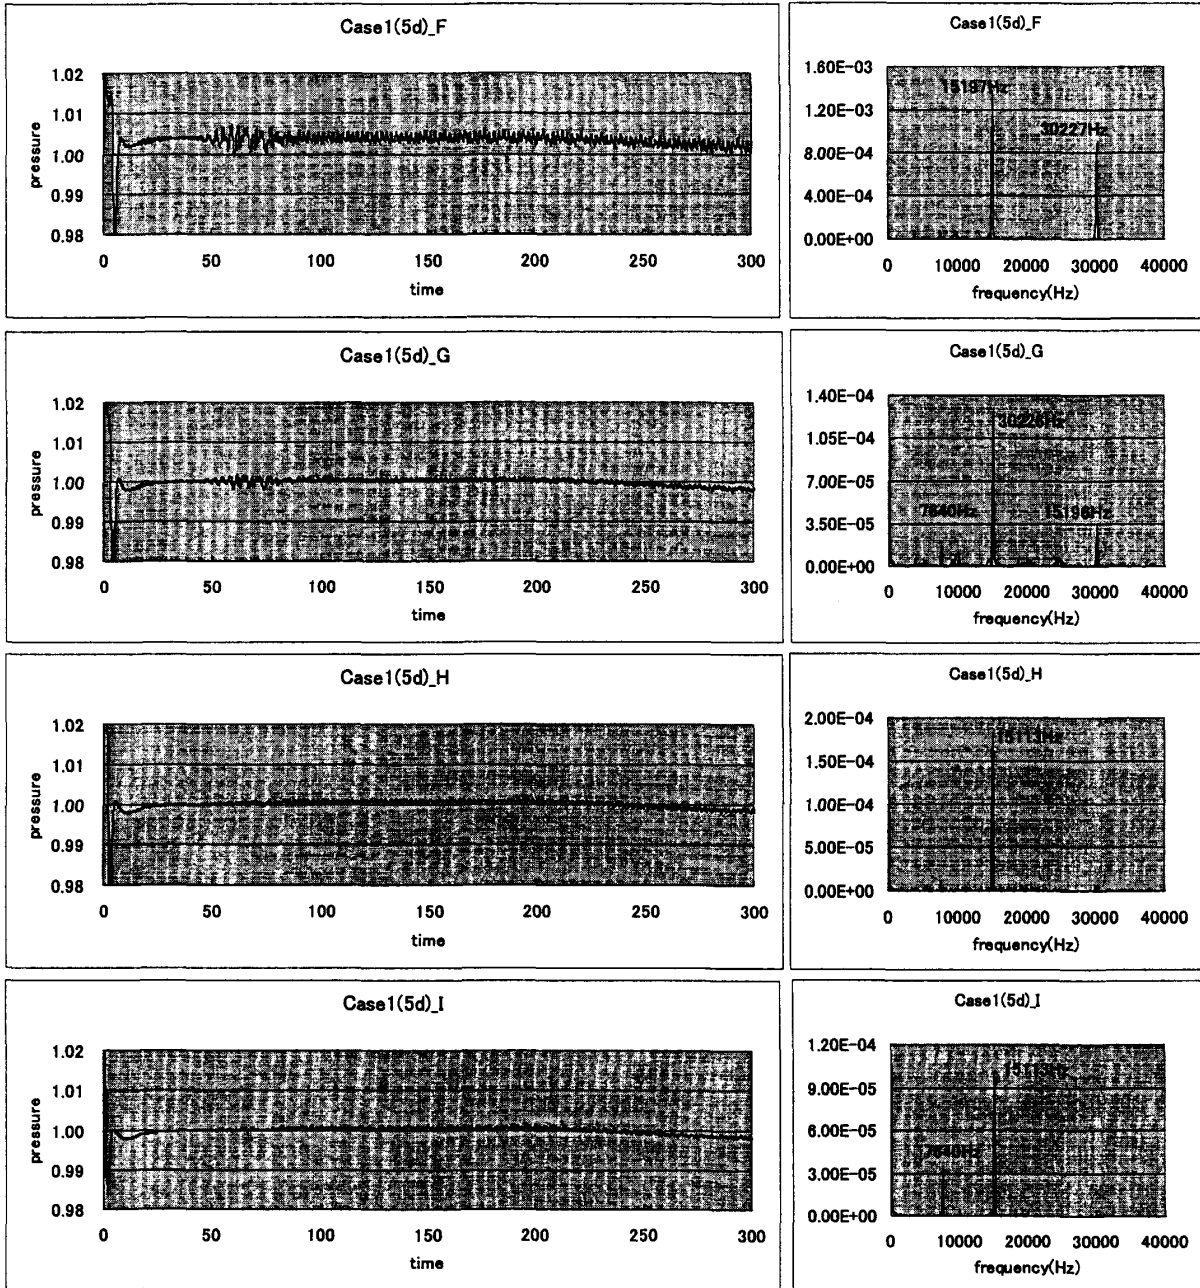 Case1(5d)_F
pressure
1.02
1.01
1.00
0.99
0.98
0 50 100 150 200 250 300
time
Case1(5d)_F
1.60E-03
1.20E-03
8.00E-04
4.00E-04
0.00E+00
15197Hz
30227Hz
0 10000 20000 30000 40000
frequency(Hz)
Case1(5d)_G
pressure
1.02
1.01
1.00
0.99
0.98
0 50 100 150 200 250 300
time
Case1(5d)_G
1.40E-04
1.05E-04
7.00E-05
3.50E-05
0.00E+00
30226Hz
7640Hz
15196Hz
0 10000 20000 30000 40000
frequency(Hz)
Case1(5d)_H
pressure
1.02
1.01
1.00
0.99
0.98
0 50 100 150 200 250 300
time
Case1(5d)_H
2.00E-04
1.50E-04
1.00E-04
5.00E-05
0.00E+00
15113Hz
0 10000 20000 30000 40000
frequency(Hz)
Case1(5d)_I
pressure
1.02
1.01
1.00
0.99
0.98
0 50 100 150 200 250 300
time
Case1(5d)_I
1.20E-04
9.00E-05
6.00E-05
3.00E-05
0.00E+00
15113Hz
7640Hz
0 10000 20000 30000 40000
frequency(Hz)